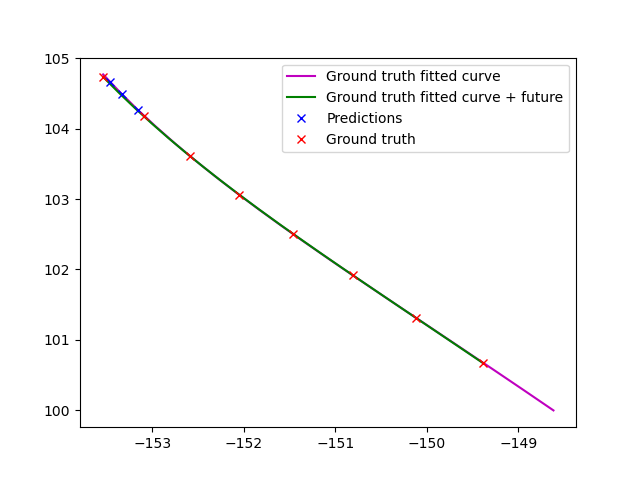 105
104
103
102
101
100
−153
−152
−151
−150
−149
Ground truth fitted curve
Ground truth fitted curve + future
Predictions
Ground truth